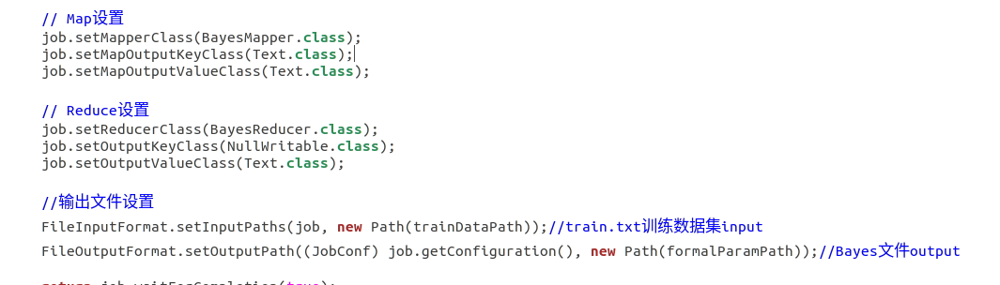 // Map设置
job.setMapperClass(BayesMapper.class);
job.setMapOutputKeyClass(Text.class);
job.setMapOutputValueClass(Text.class);
// Reduce设置
job.setReducerClass(BayesReducer.class);
job.setOutputKeyClass(NullWritable.class);
job.setOutputValueClass(Text.class);
//输出文件设置
FileInputFormat.setInputPaths(job, new Path(trainDataPath));//train.txt训练数据集input
FileOutputFormat.setOutputPath((JobConf) job.getConfiguration(), new Path(formalParamPath));//Bayes文件output
return job.waitForCompletion(true);